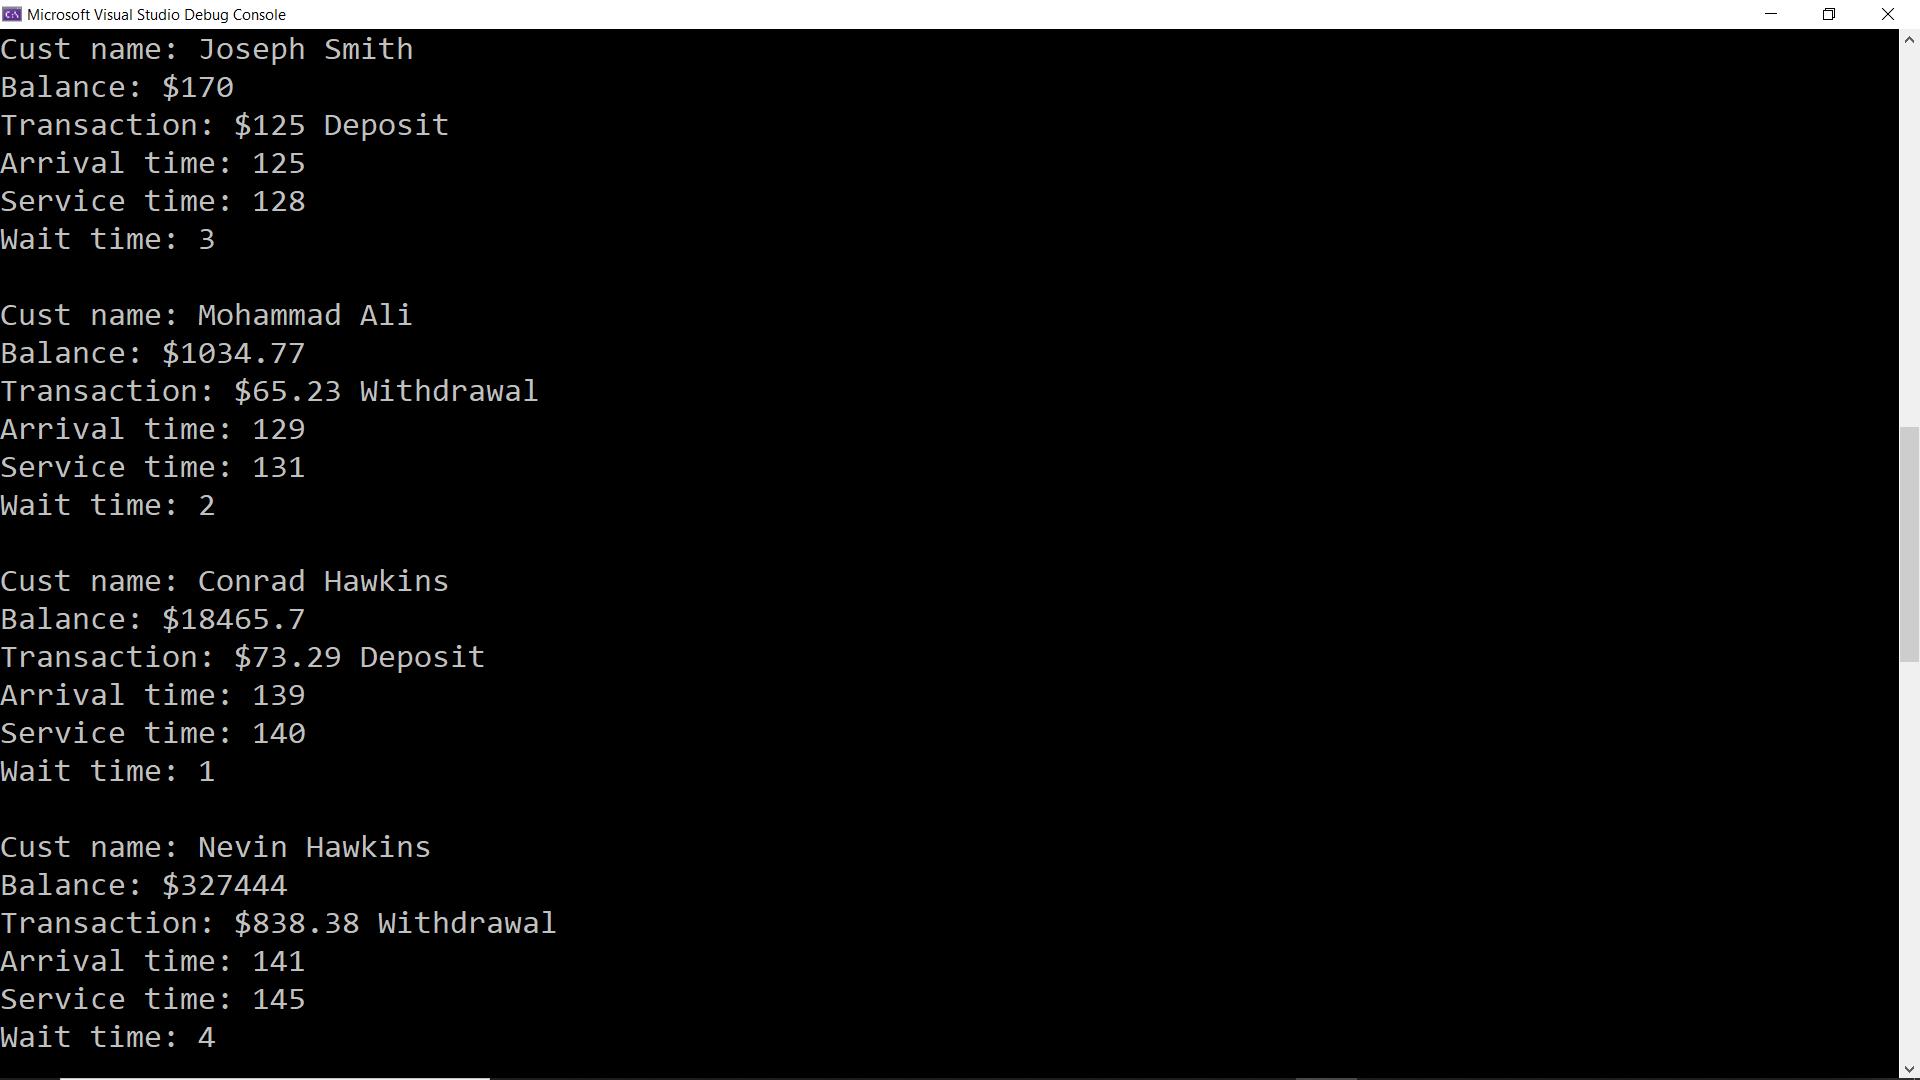 Microsoft Visual Studio Debug Console
Cust name: Joseph Smith
Balance: $170
Transaction: $125 Deposit
Arrival time: 125
Service time: 128
Wait time: 3
Cust name: Mohammad Ali
Balance: $1034.77
Transaction: $65.23 Withdrawal
Arrival time: 129
Service time: 131
Wait time: 2
Cust name: Conrad Hawkins
Balance: $18465.7
Transaction: $73.29 Deposit
Arrival time: 139
Service time: 140
Wait time: 1
Cust name: Nevin Hawkins
Balance: $327444
Transaction: $838.38 Withdrawal
Arrival time: 141
Service time: 145
Wait time: 4